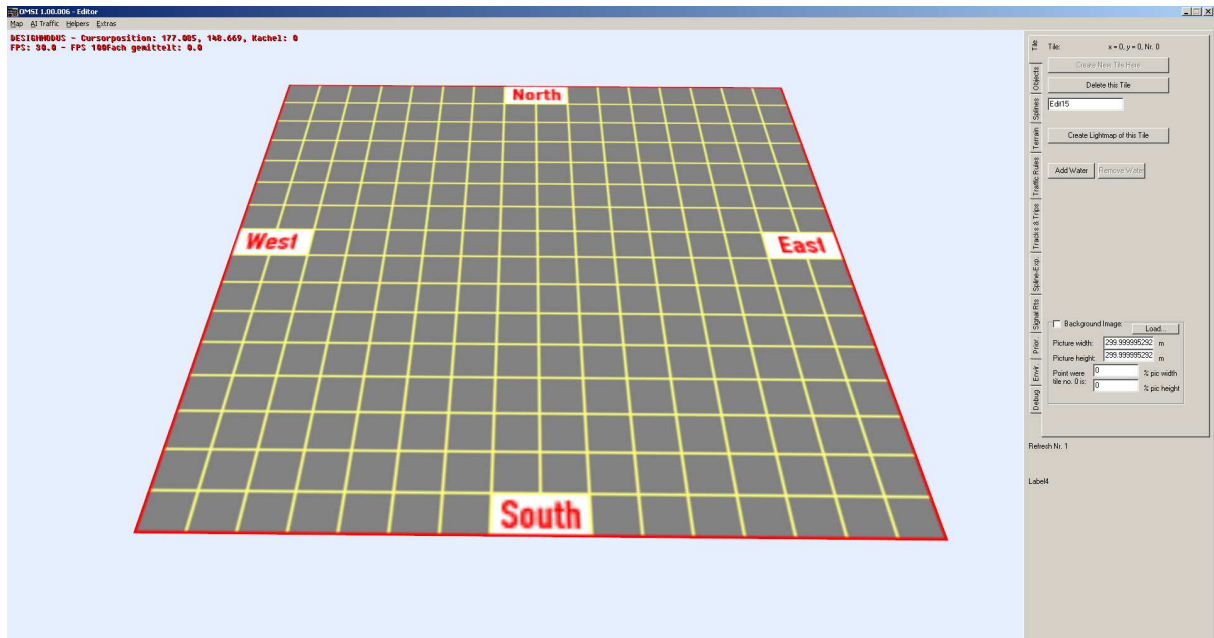 OMSI 1.00.006 - Editor
Map AI Traffic Helpers Extras
DESIGNMODUS - Cursorposition: 177.085, 148.669, Kachel: 0
FPS: 30.0 - FPS 100Fach gemittelt: 0.0
North
West
East
South
Tile
Objects
Splines
Terrain
Traffic Rules
Tracks & Trips
Spline-Exp.
Signal Rts
Prior.
Envir.
Debug
Tile: x = 0, y = 0, Nr. 0
Create New Tile Here
Delete this Tile
Edit15
Create Lightmap of this Tile
Add Water Remove Water
Background Image: Load...
Picture width: 299.999995292 m
Picture height: 299.999995292 m
Point were 0 % pic width
tile no. 0 is: 0 % pic height
Refresh Nr. 1
Label4